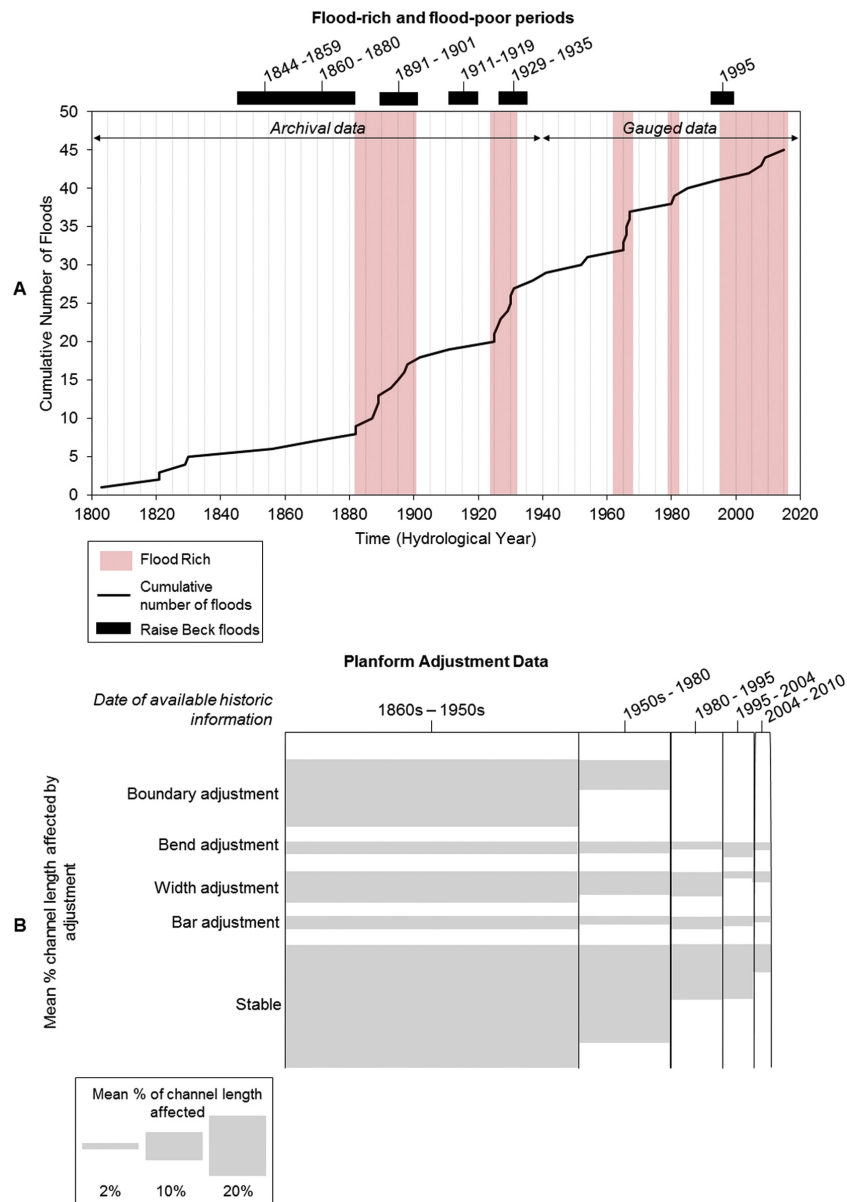 Flood-rich and flood-poor periods
1844 -1859
1860 - 1880
1891 - 1901
1911-1919
1929 - 1935
1995
50
45
40
35
30
25
20
15
10
5
0
Archival data
Gauged data
A
Cumulative Number of Floods
1800
1820
1840
1860
1880
1900
1920
1940
1960
1980
2000
2020
Time (Hydrological Year)
Flood Rich
Cumulative
number of floods
Raise Beck floods
Planform Adjustment Data
Date of available historic
information
1860s – 1950s
1950s - 1980
1980 - 1995
1995 - 2004
2004 - 2010
B
Mean % channel length affected by
adjustment
Boundary adjustment
Bend adjustment
Width adjustment
Bar adjustment
Stable
Mean % of channel length
affected
2%
10%
20%